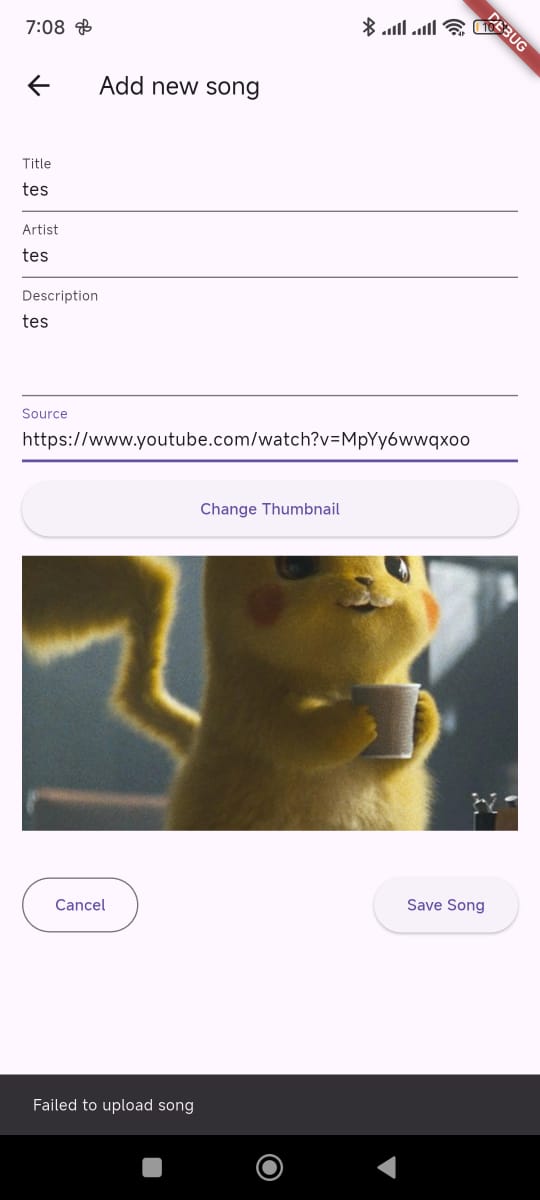 7:08
DEBUG
Add new song
Title
tes
Artist
tes
Description
tes
Source
https://www.youtube.com/watch?v=MpYy6wwqxoo
Change Thumbnail
Cancel
Save Song
Failed to upload song